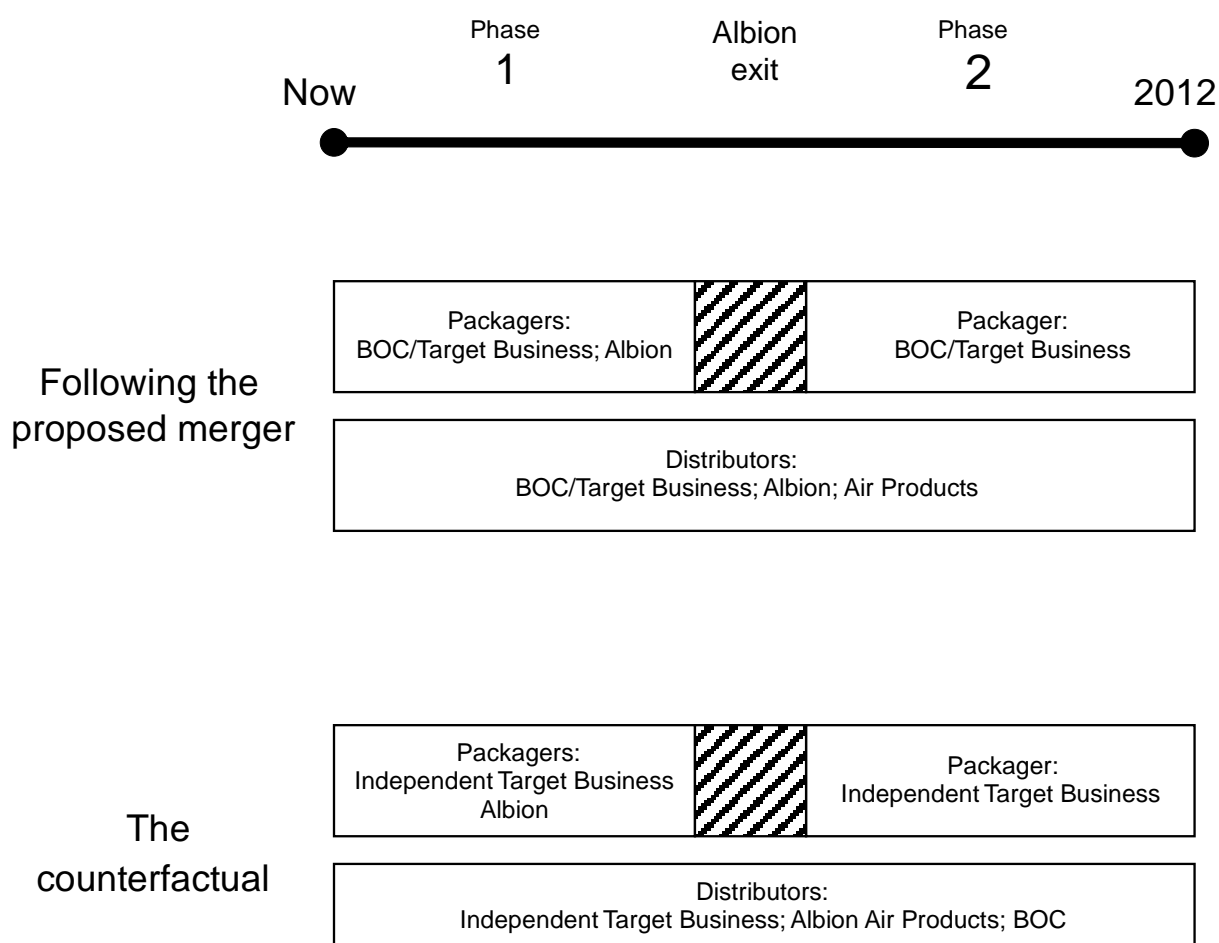 Phase
1
Albion
exit
Phase
2
Now
2012
Following the
proposed merger
Packagers:
BOC/Target Business; Albion
Packager:
BOC/Target Business
Distributors:
BOC/Target Business; Albion; Air Products
The
counterfactual
Packagers:
Independent Target Business
Albion
Packager:
Independent Target Business
Distributors:
Independent Target Business; Albion Air Products; BOC